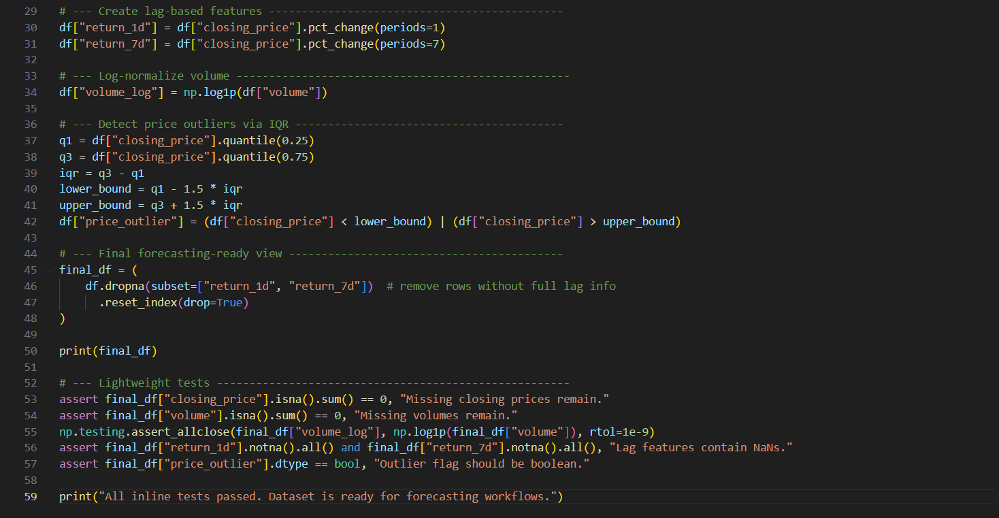 29 # --- Create lag-based features ---------------------------------------------
30 df["return_1d"] = df["closing_price"].pct_change(periods=1)
31 df["return_7d"] = df["closing_price"].pct_change(periods=7)
32
33 # --- Log-normalize volume ---------------------------------------------------
34 df["volume_log"] = np.log1p(df["volume"])
35
36 # --- Detect price outliers via IQR -----------------------------------------
37 q1 = df["closing_price"].quantile(0.25)
38 q3 = df["closing_price"].quantile(0.75)
39 iqr = q3 - q1
40 lower_bound = q1 - 1.5 * iqr
41 upper_bound = q3 + 1.5 * iqr
42 df["price_outlier"] = (df["closing_price"] < lower_bound) | (df["closing_price"] > upper_bound)
43
44 # --- Final forecasting-ready view ------------------------------------------
45 final_df = (
46     df.dropna(subset=["return_1d", "return_7d"])  # remove rows without full lag info
47       .reset_index(drop=True)
48 )
49
50 print(final_df)
51
52 # --- Lightweight tests ------------------------------------------------------
53 assert final_df["closing_price"].isna().sum() == 0, "Missing closing prices remain."
54 assert final_df["volume"].isna().sum() == 0, "Missing volumes remain."
55 np.testing.assert_allclose(final_df["volume_log"], np.log1p(final_df["volume"]), rtol=1e-9)
56 assert final_df["return_1d"].notna().all() and final_df["return_7d"].notna().all(), "Lag features contain NaNs."
57 assert final_df["price_outlier"].dtype == bool, "Outlier flag should be boolean."
58
59 print("All inline tests passed. Dataset is ready for forecasting workflows.")